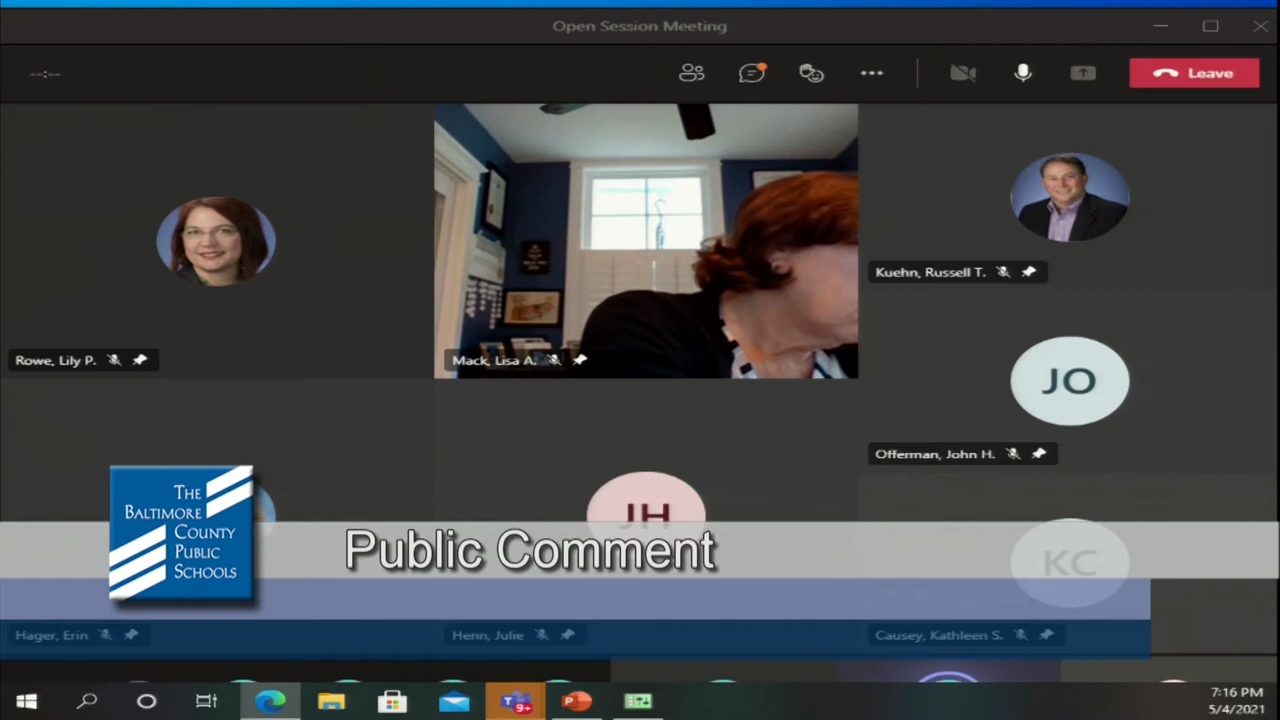 Open Session Meeting
--:--
Leave
Rowe, Lily P.
Mack, Lisa A.
Kuehn, Russell T.
JO
Offerman, John H.
THE
BALTIMORE
COUNTY
PUBLIC
SCHOOLS
JH
Public Comment
KC
Hager, Erin
Henn, Julie
Causey, Kathleen S.
9+
7:16 PM
5/4/2021